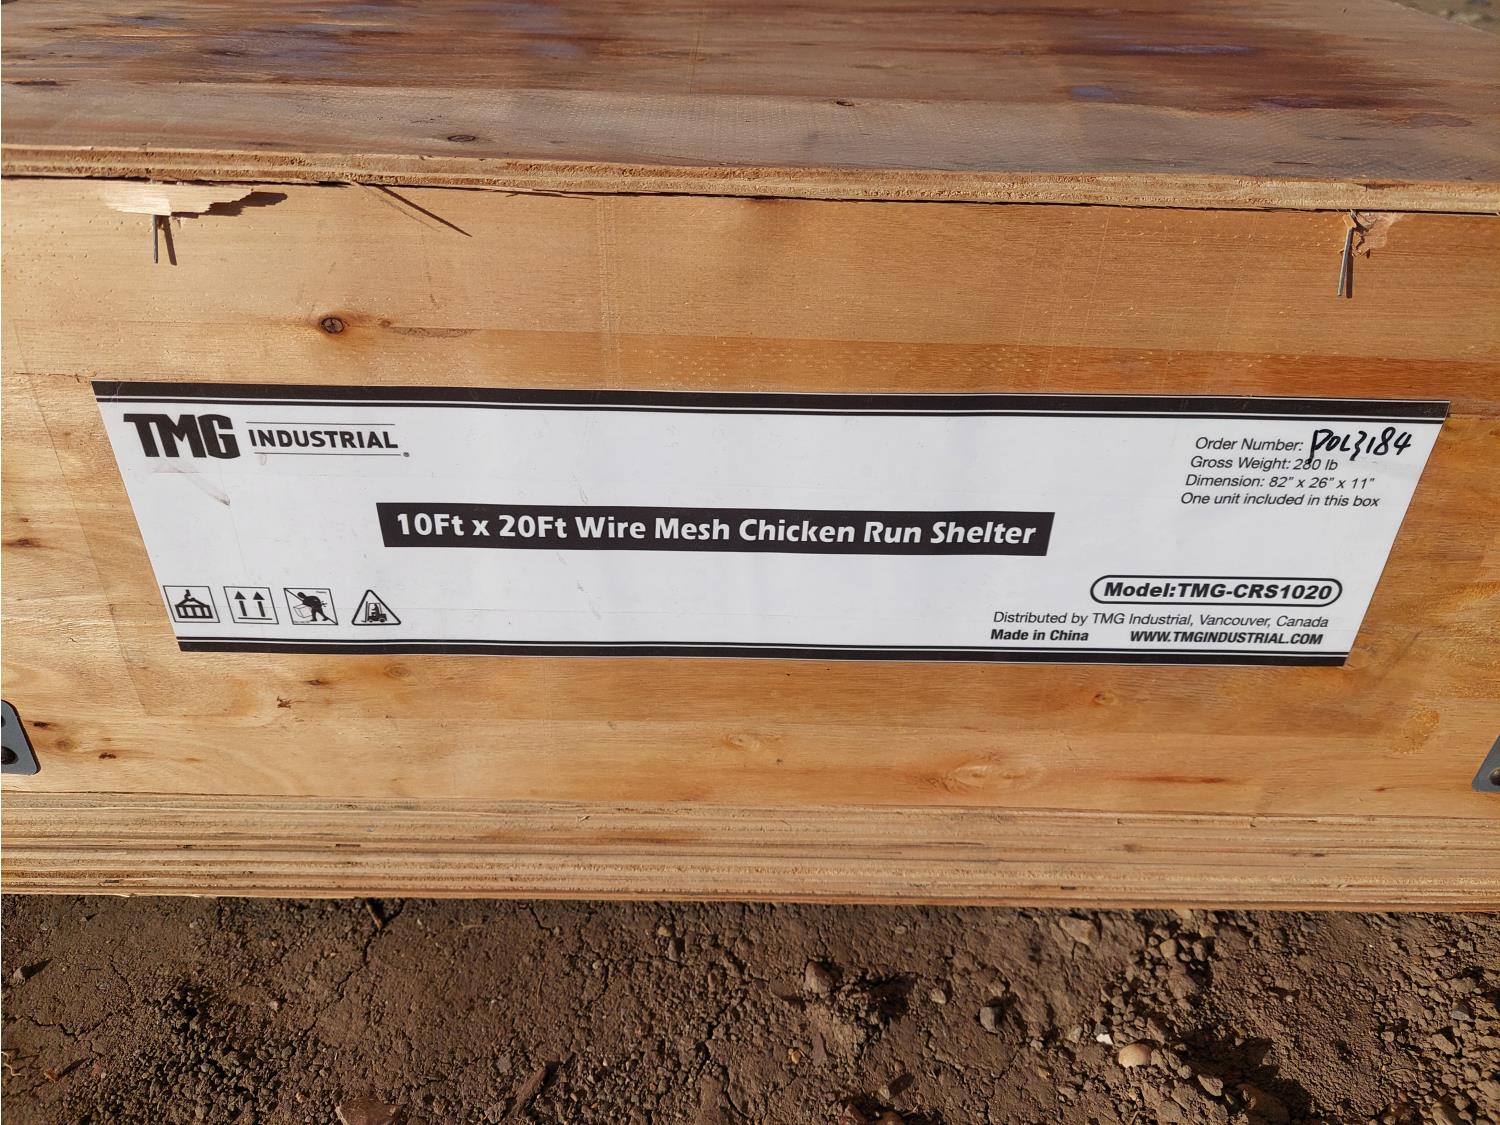 TMG INDUSTRIAL®
Order Number: POL3184
Gross Weight: 280 lb
Dimension: 82" x 26" x 11"
One unit included in this box
10Ft x 20Ft Wire Mesh Chicken Run Shelter
Model:TMG-CRS1020
Distributed by TMG Industrial, Vancouver, Canada
Made in China WWW.TMGINDUSTRIAL.COM